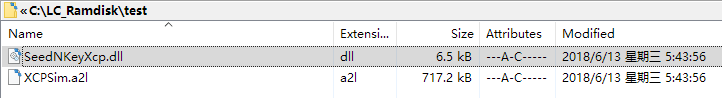 « C:\LC_Ramdisk\test
Name Extensi... Size Attributes Modified
SeedNKeyXcp.dll dll 6.5 kB ---A-C----- 2018/6/13 星期三 5:43:56
XCPSim.a2l a2l 717.2 kB ---A-C----- 2018/6/13 星期三 5:43:56